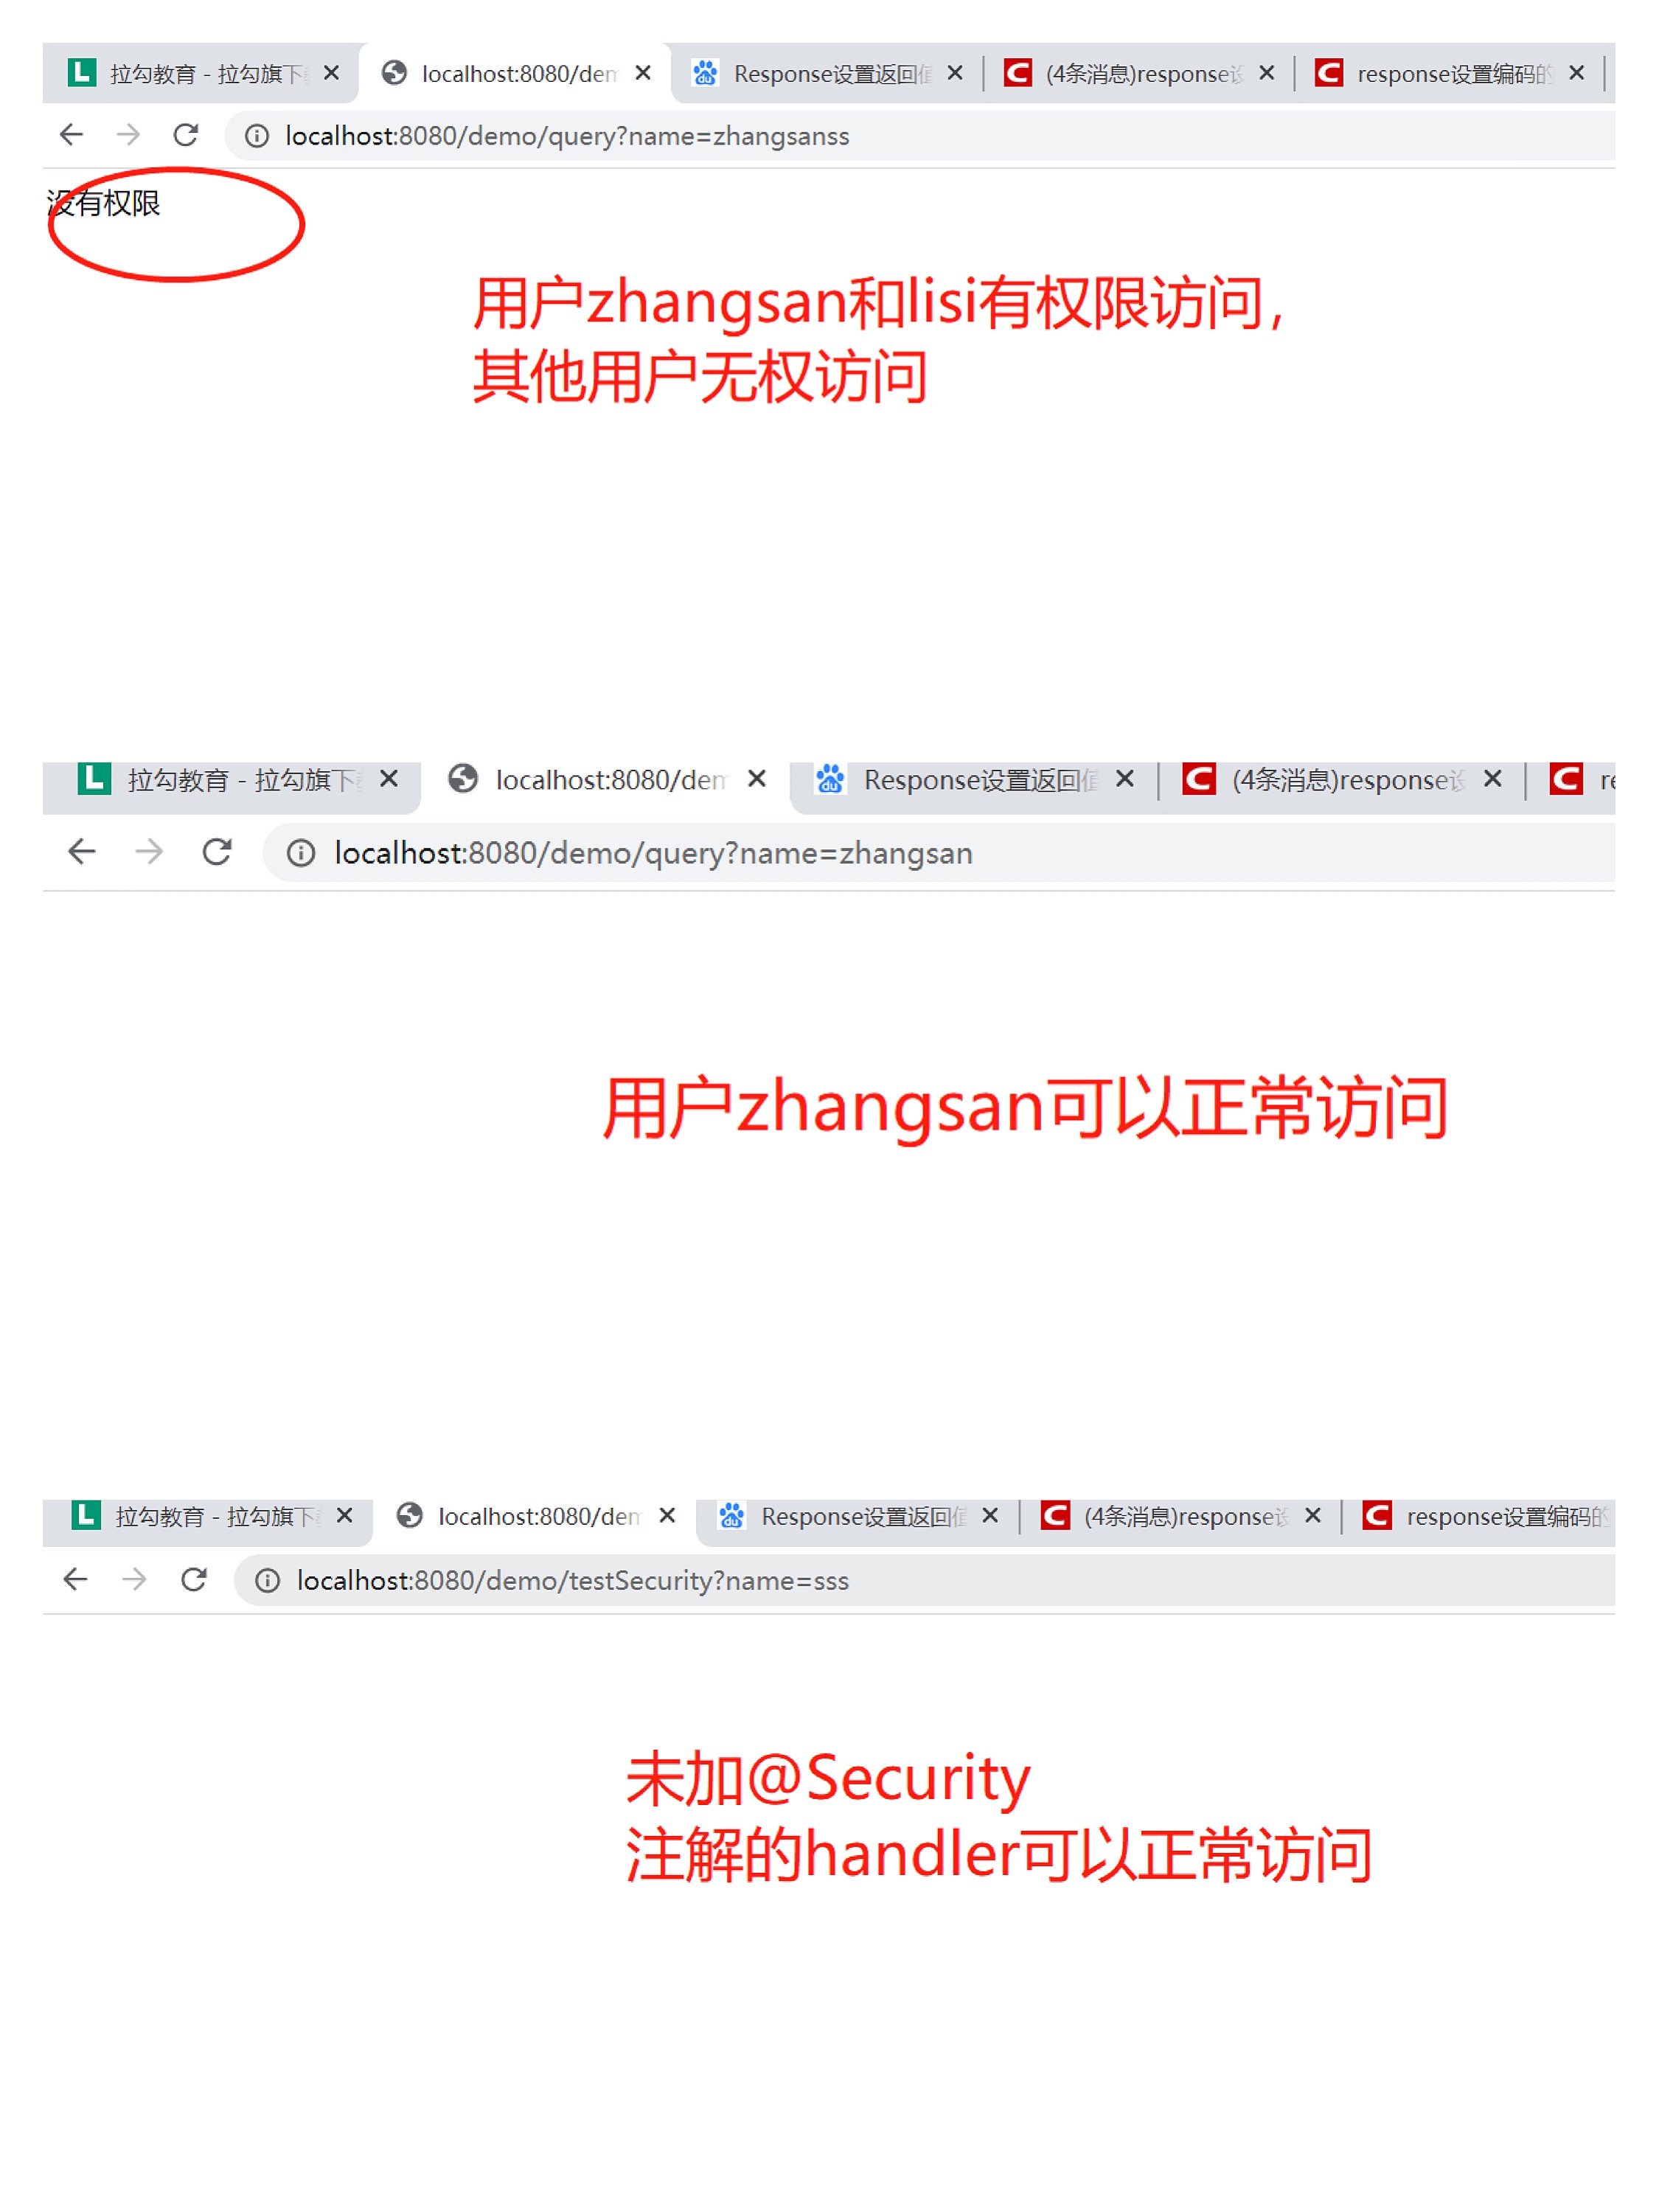 拉勾教育 - 拉勾旗下
localhost:8080/dem
Response设置返回值
(4条消息)response设
response设置编码的
localhost:8080/demo/query?name=zhangsanss
没有权限
用户zhangsan和lisi有权限访问，
其他用户无权访问
拉勾教育 - 拉勾旗下
localhost:8080/dem
Response设置返回值
(4条消息)response设
re
localhost:8080/demo/query?name=zhangsan
用户zhangsan可以正常访问
拉勾教育 - 拉勾旗下
localhost:8080/dem
Response设置返回值
(4条消息)response设
response设置编码的
localhost:8080/demo/testSecurity?name=sss
未加@Security
注解的handler可以正常访问